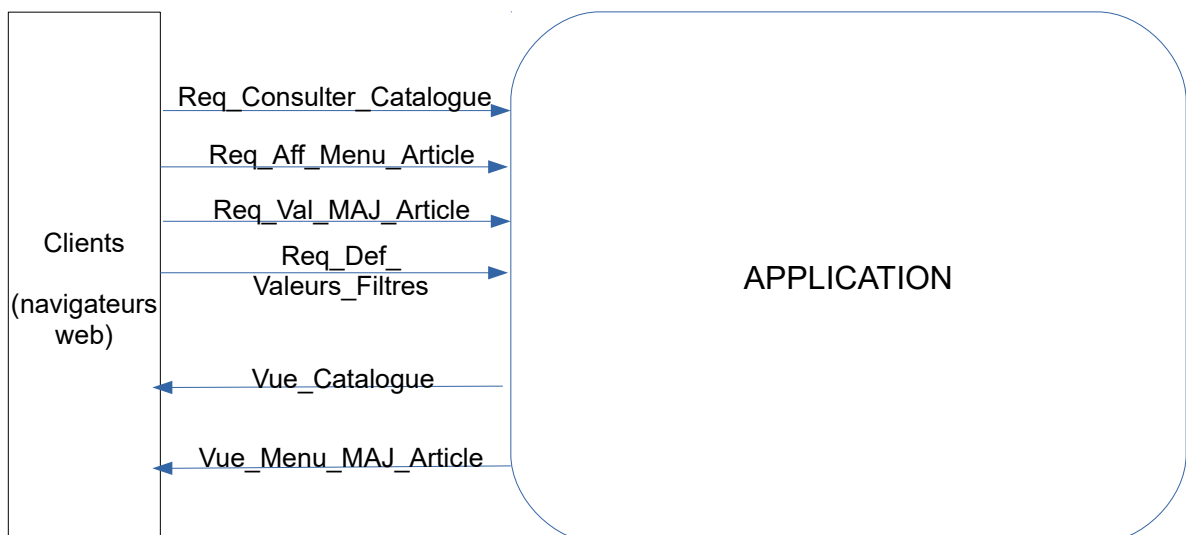 Req_Consulter_Catalogue
Req_Aff_Menu_Article
Req_Val_MAJ_Article
Clients
Req_Def_
Valeurs_Filtres
(navigateurs
web)
APPLICATION
Vue_Catalogue
Vue_Menu_MAJ_Article